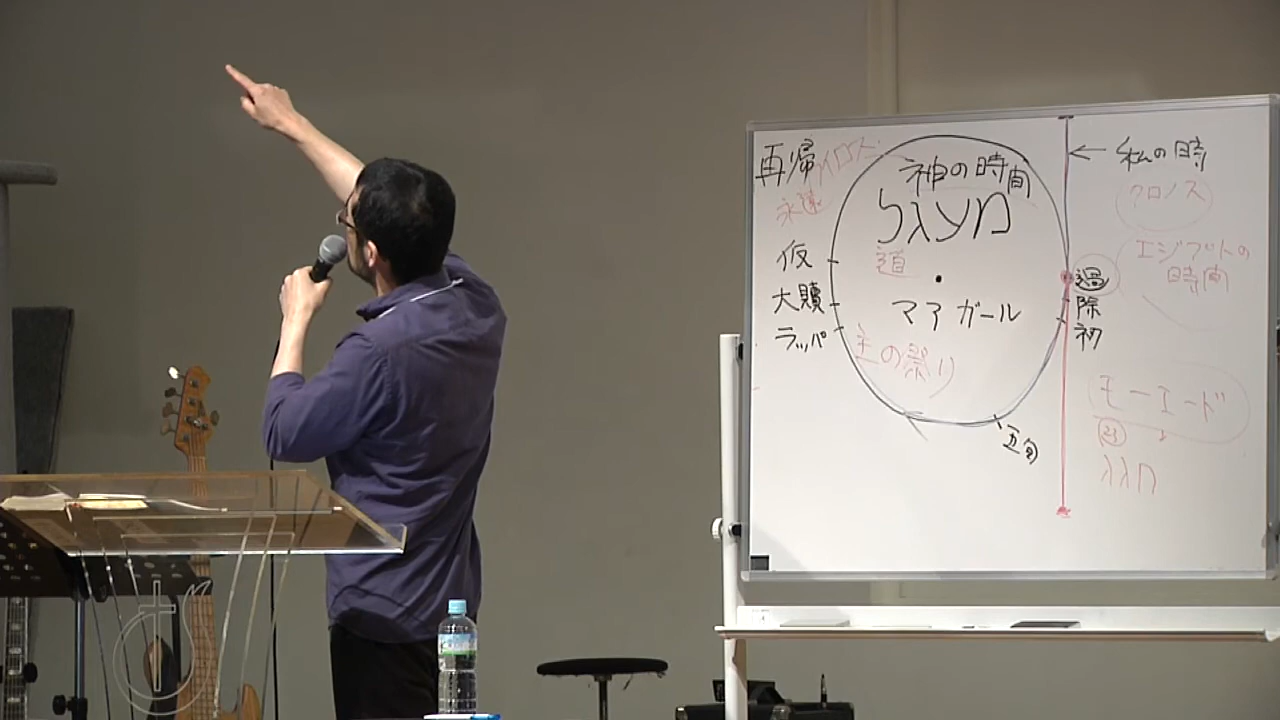 再帰
永遠
神の時間
道
マアガール
主の祭り
仮
大贖
ラッパ
五旬
← 私の時
クロノス
エジプトの
時間
過
除
初
モーエード